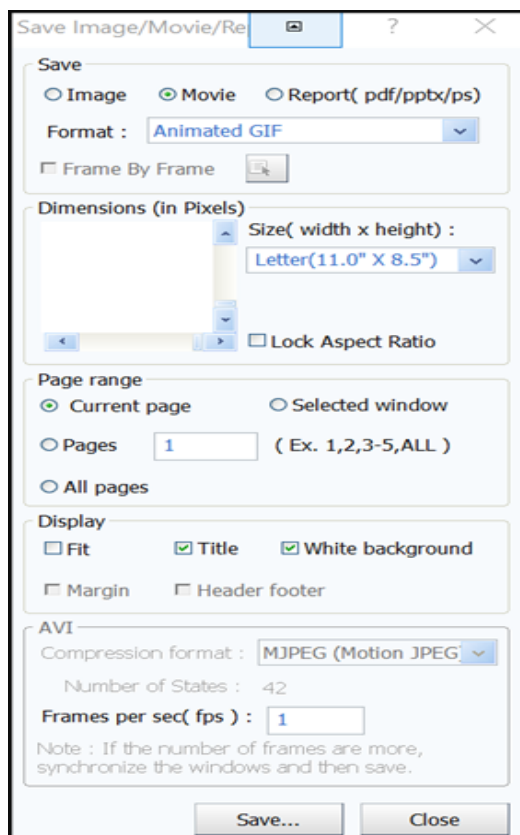 Save Image/Movie/Re ?
Save
Image Movie Report( pdf/pptx/ps)
Format : Animated GIF
Frame By Frame
Dimensions (in Pixels)
Size( width x height) :
Letter(11.0" X 8.5")
Lock Aspect Ratio
Page range
Current page Selected window
Pages 1 ( Ex. 1,2,3-5,ALL )
All pages
Display
Fit Title White background
Margin Header footer
AVI
Compression format : MJPEG (Motion JPEG
Number of States : 42
Frames per sec( fps ) : 1
Note : If the number of frames are more,
synchronize the windows and then save.
Save... Close